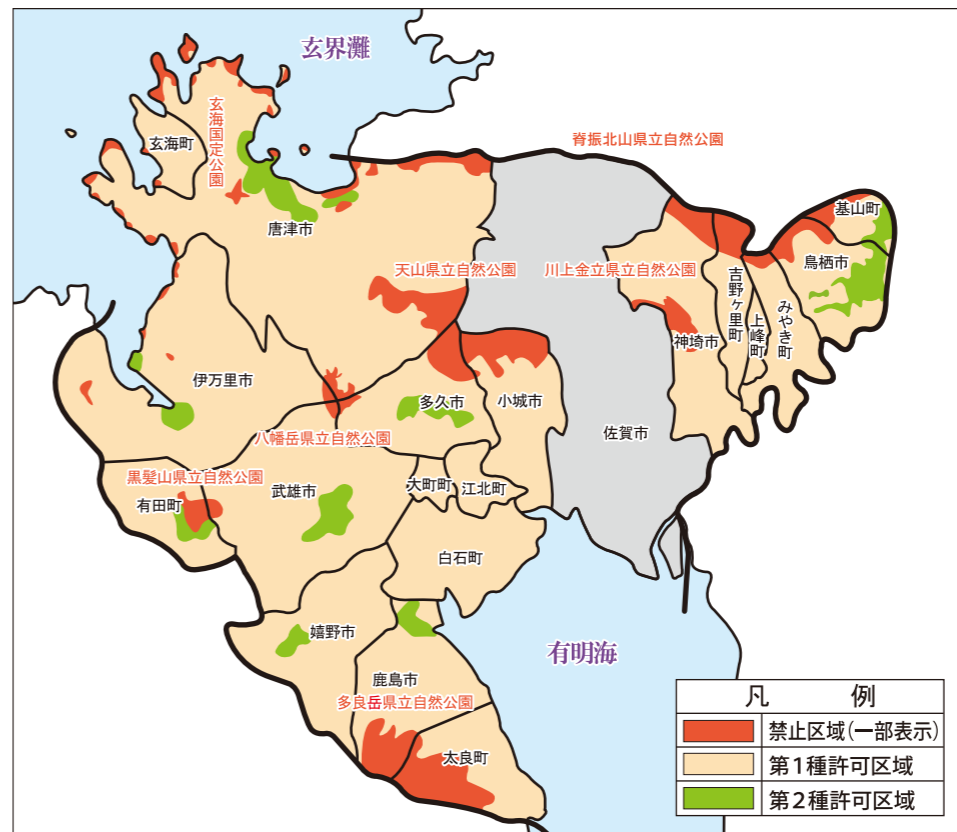 玄界灘
脊振北山県立自然公園
玄海国定公園
玄海町
基山町
唐津市
鳥栖市
天山県立自然公園
川上金立県立自然公園
吉野ヶ里町
みやき町
上峰町
神埼市
伊万里市
多久市
小城市
佐賀市
八幡岳県立自然公園
黒髪山県立自然公園
有田町
武雄市
大町町
江北町
白石町
嬉野市
有明海
鹿島市
多良岳県立自然公園
太良町
凡 例
禁止区域(一部表示)
第1種許可区域
第2種許可区域